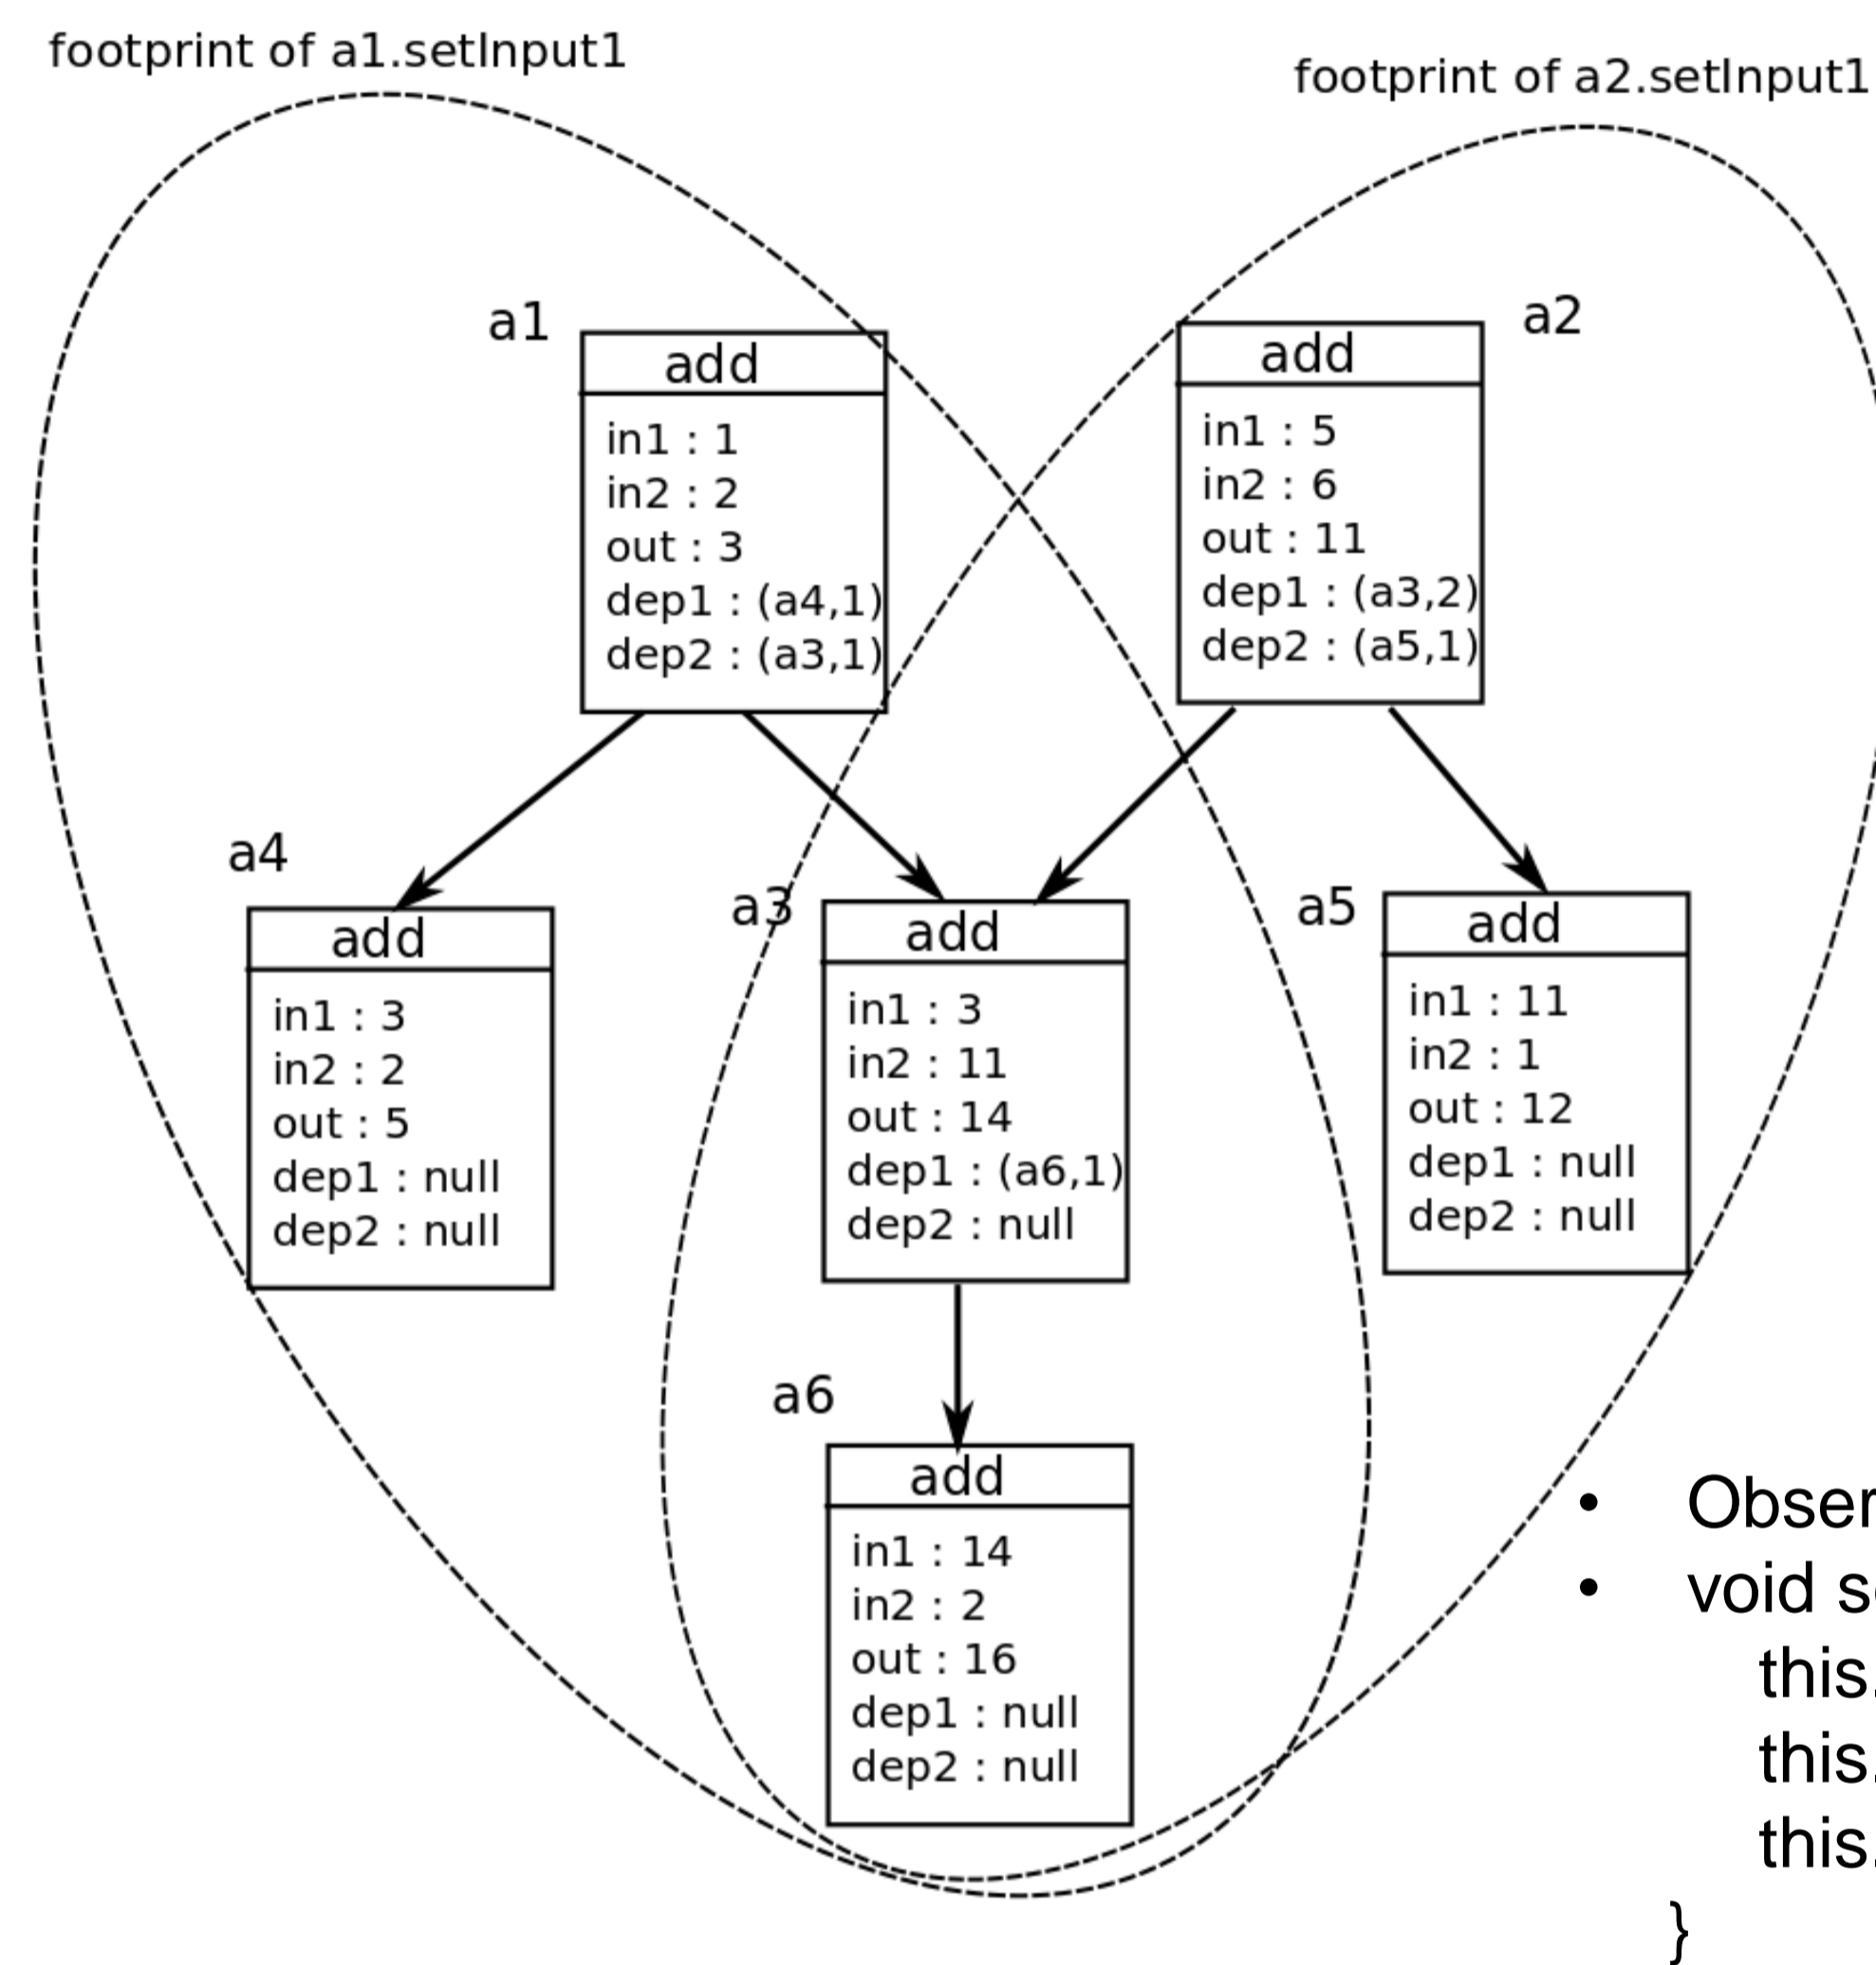 footprint of a1.setInput1
footprint of a2.setInput1
a1
add
in1 : 1
in2 : 2
out : 3
dep1 : (a4,1)
dep2 : (a3,1)
a2
add
in1 : 5
in2 : 6
out : 11
dep1 : (a3,2)
dep2 : (a5,1)
a4
add
in1 : 3
in2 : 2
out : 5
dep1 : null
dep2 : null
a3
add
in1 : 3
in2 : 11
out : 14
dep1 : (a6,1)
dep2 : null
a5
add
in1 : 11
in2 : 1
out : 12
dep1 : null
dep2 : null
a6
add
in1 : 14
in2 : 2
out : 16
dep1 : null
dep2 : null
•
• void
this.
this.
this.
}